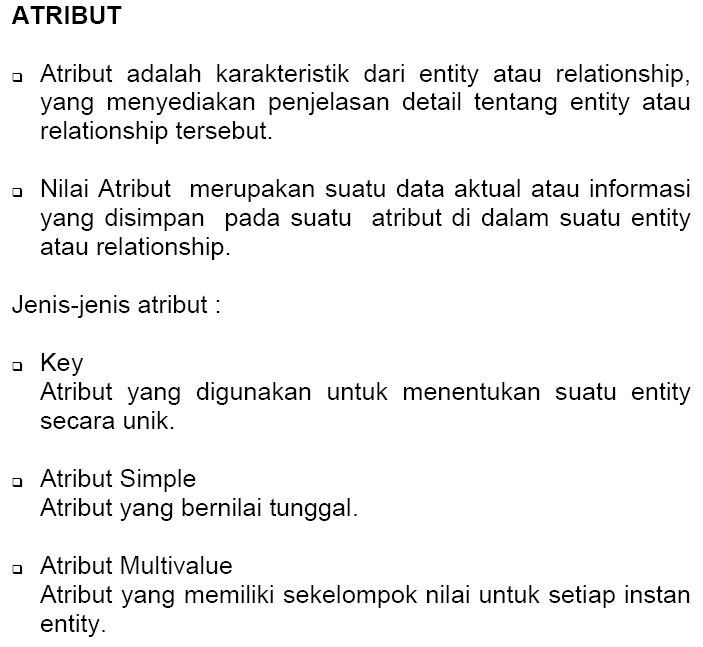 ATRIBUT
❑ Atribut adalah karakteristik dari entity atau relationship,
yang menyediakan penjelasan detail tentang entity atau
relationship tersebut.
❑ Nilai Atribut merupakan suatu data aktual atau informasi
yang disimpan pada suatu atribut di dalam suatu entity
atau relationship.
Jenis-jenis atribut :
❑ Key
Atribut yang digunakan untuk menentukan suatu entity
secara unik.
❑ Atribut Simple
Atribut yang bernilai tunggal.
❑ Atribut Multivalue
Atribut yang memiliki sekelompok nilai untuk setiap instan
entity.